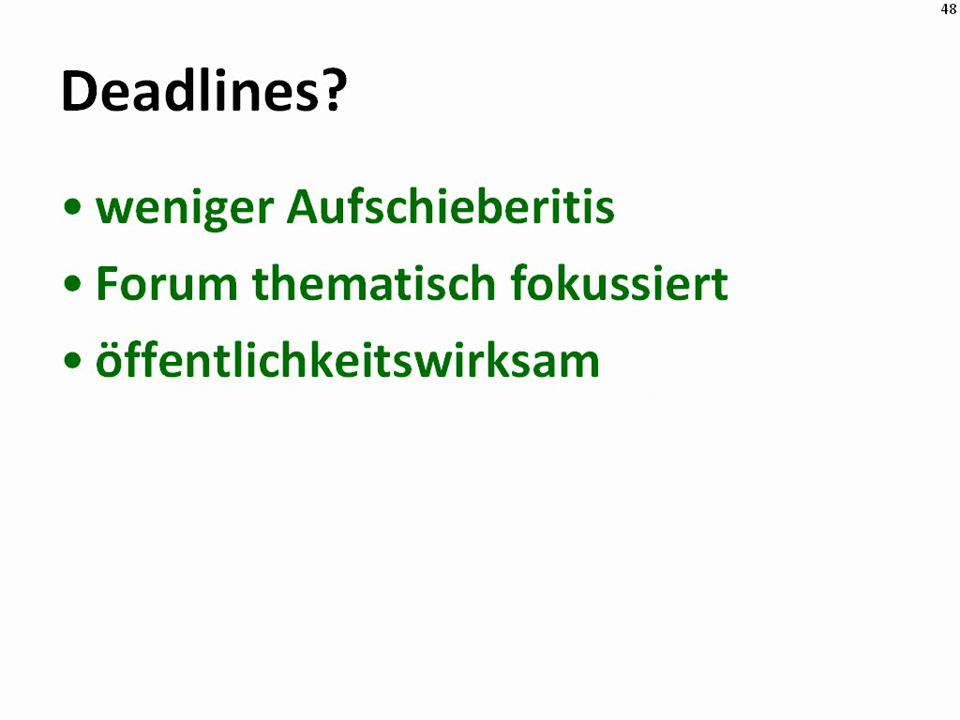 48
Deadlines?
• weniger Aufschieberitis
• Forum thematisch fokussiert
• öffentlichkeitswirksam